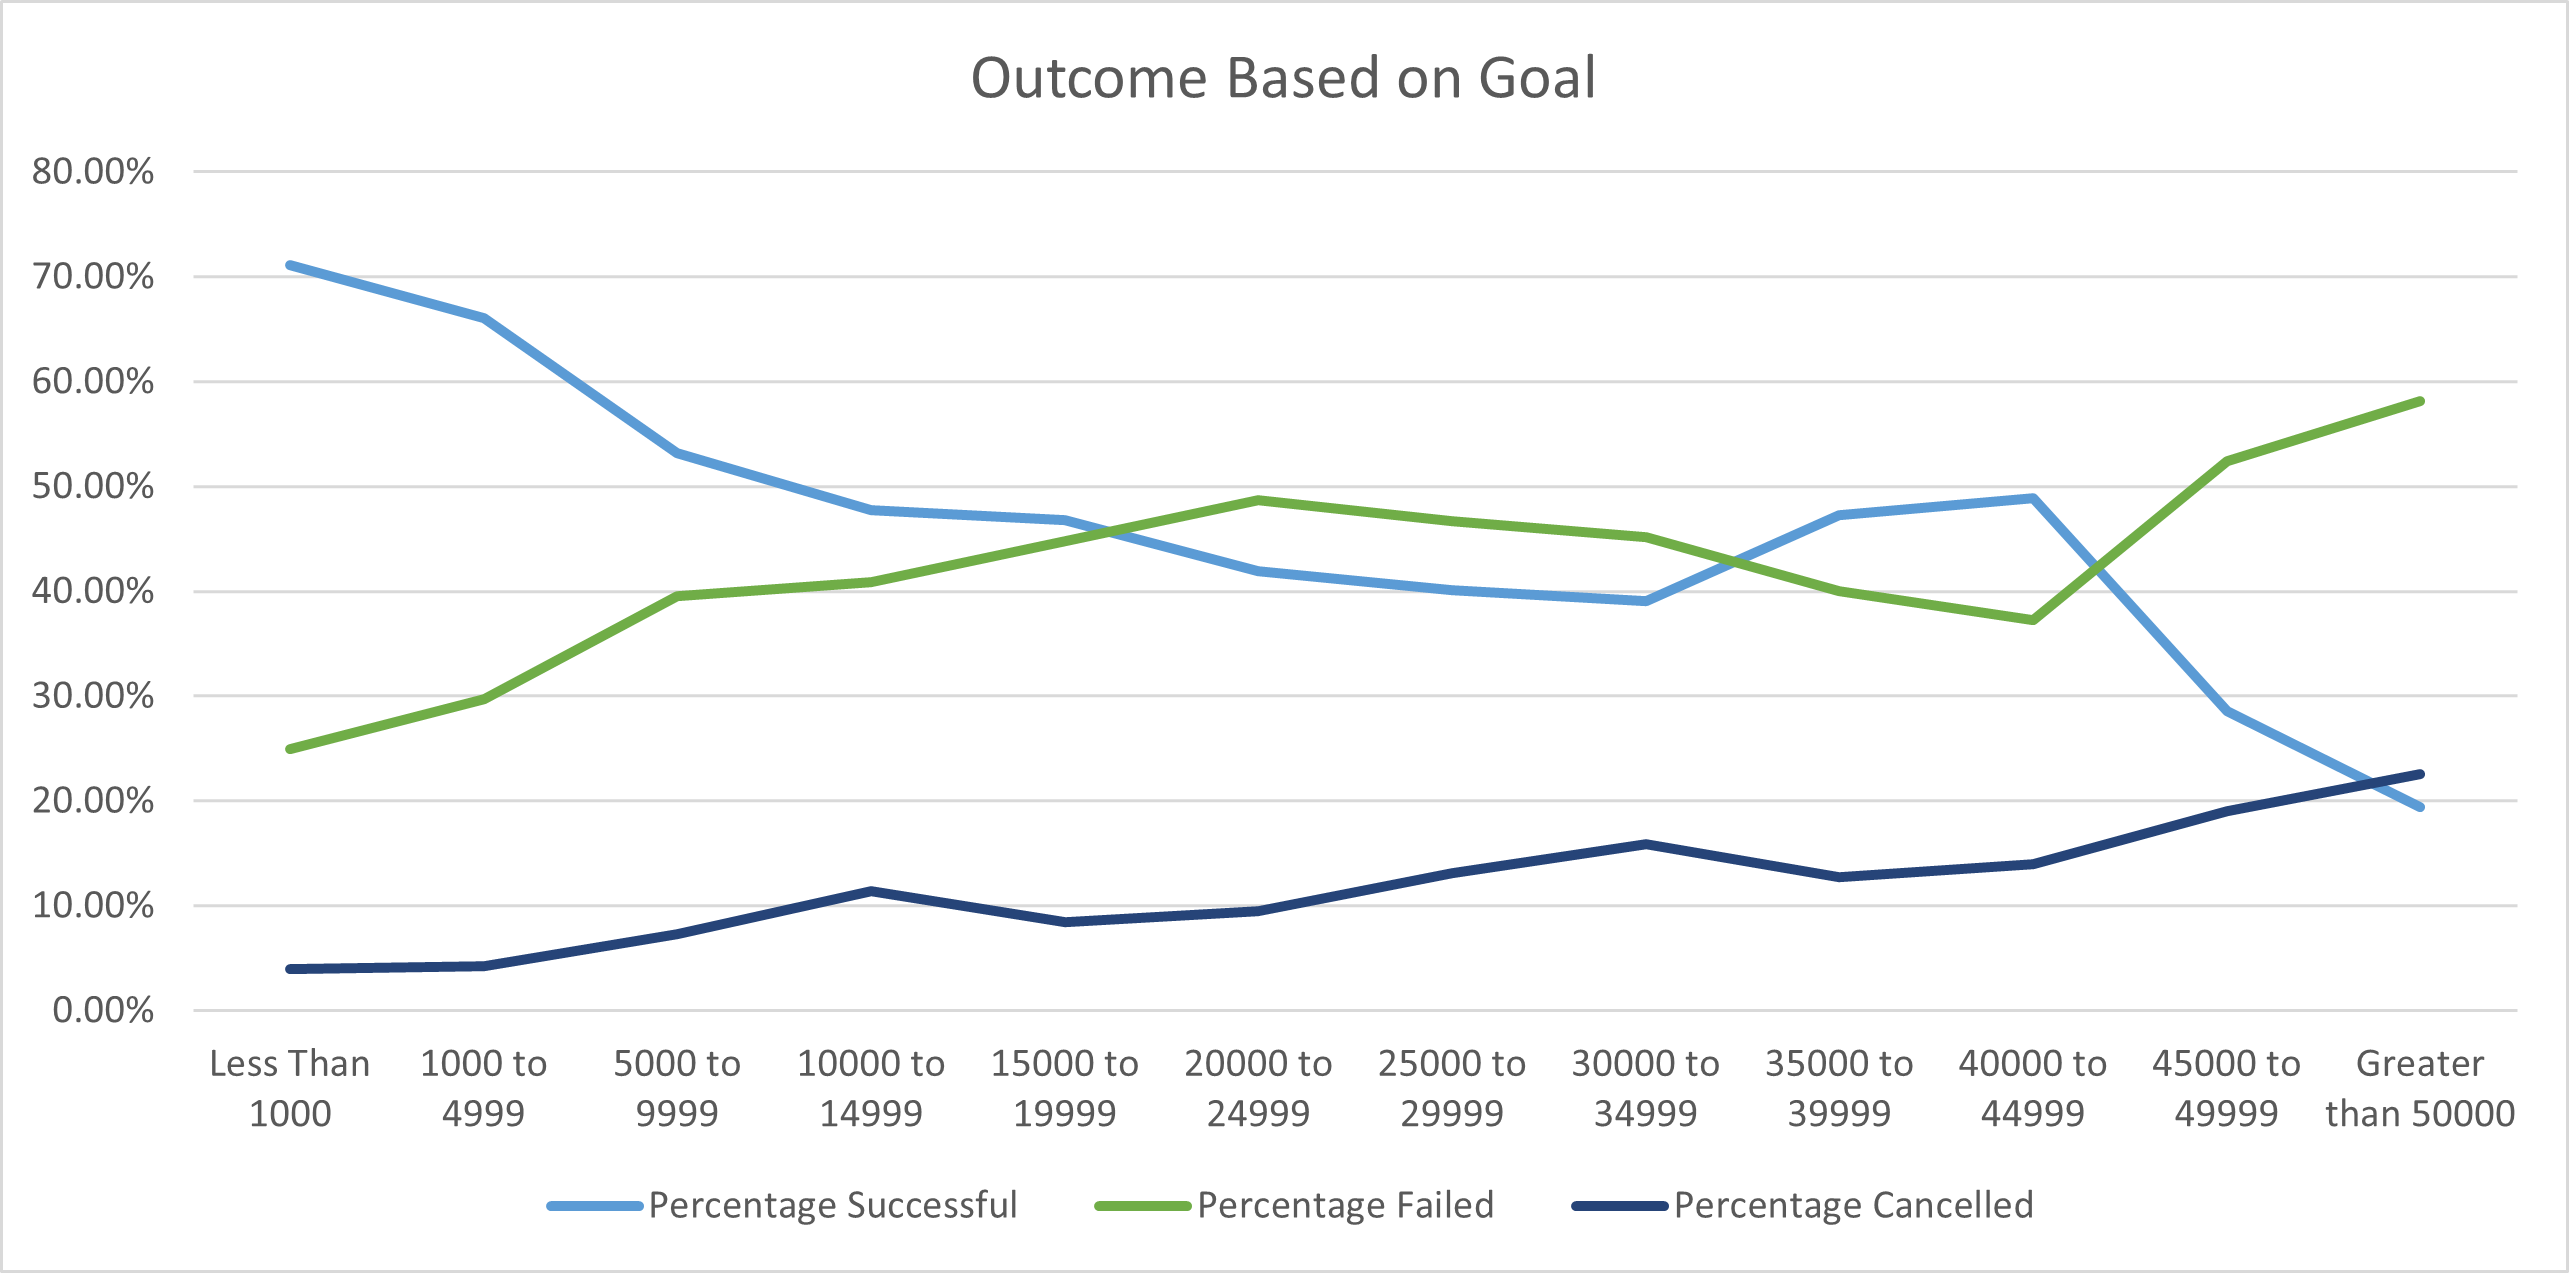 Outcome Based on Goal
80.00%
70.00%
60.00%
50.00%
40.00%
30.00%
20.00%
10.00%
0.00%
Less Than 1000 to 5000 to 10000 to 15000 to 20000 to 25000 to 30000 to 35000 to 40000 to 45000 to Greater
1000 4999 9999 14999 19999 24999 29999 34999 39999 44999 49999 than 50000
Percentage Successful Percentage Failed Percentage Cancelled